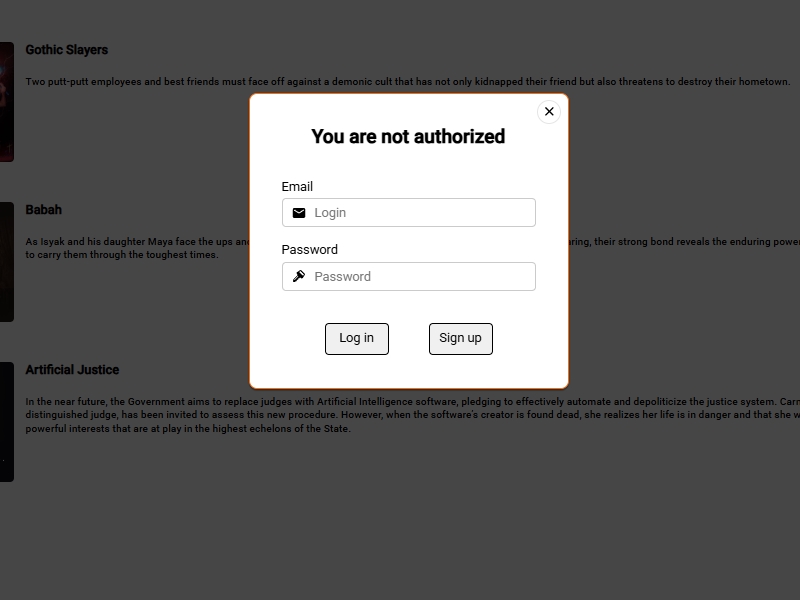 Gothic Slayers
Two putt-putt employees and best friends must face off against a demonic cult that has not only kidnapped their friend but also threatens to destroy their hometown.
You are not authorized
Email
Login
Password
Password
Log in
Sign up
Babah
As Isyak and his daughter Maya face the ups and
aring, their strong bond reveals the enduring power
to carry them through the toughest times.
Artificial Justice
In the near future, the Government aims to replace judges with Artificial Intelligence software, pledging to effectively automate and depoliticize the justice system. Carm
distinguished judge, has been invited to assess this new procedure. However, when the software's creator is found dead, she realizes her life is in danger and that she w
powerful interests that are at play in the highest echelons of the State.